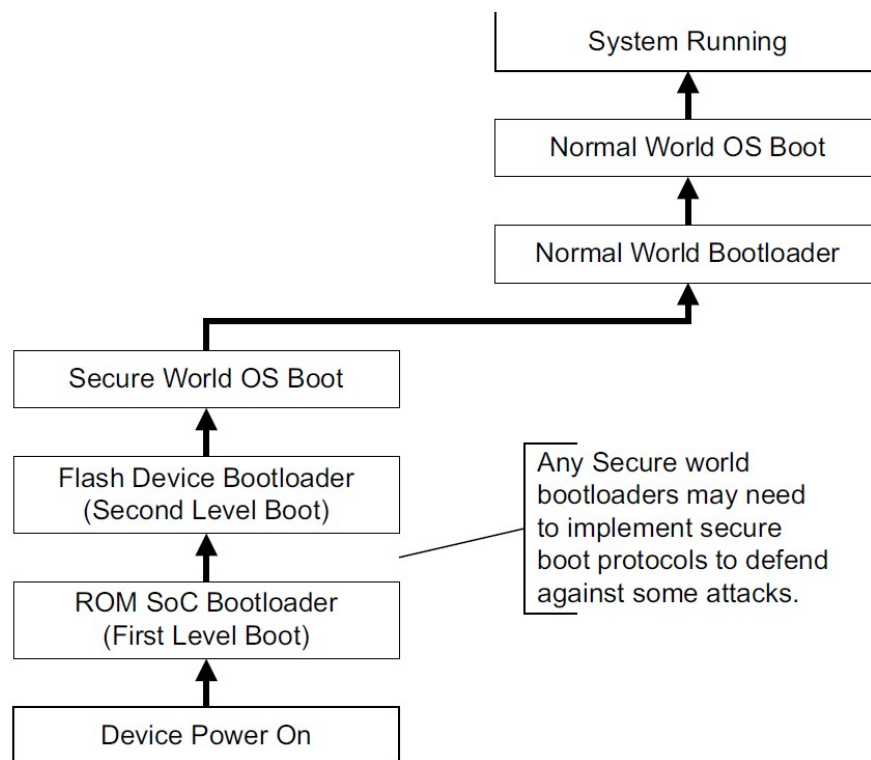 System Running
Normal World OS Boot
Normal World Bootloader
Secure World OS Boot
Flash Device Bootloader
(Second Level Boot)
Any Secure world
bootloaders may need
to implement secure
boot protocols to defend
against some attacks.
ROM SoC Bootloader
(First Level Boot)
Device Power On